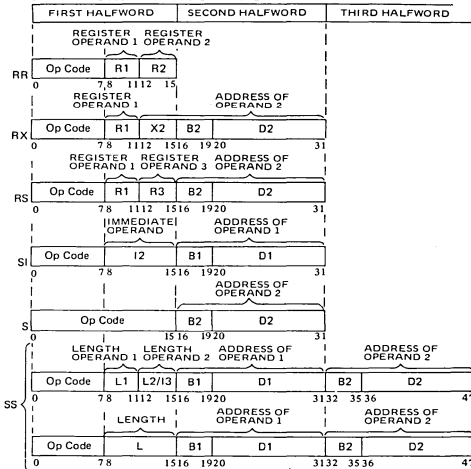 FIRST HALFWORD SECOND HALFWORD THIRD HALFWORD
REGISTER REGISTER
OPERAND 1 OPERAND 2
RR Op Code R1 R2
0 7 8 11 12 15
REGISTER ADDRESS OF
OPERAND 1 OPERAND 2
RX Op Code R1 X2 B2 D2
0 7 8 11 12 15 16 19 20 31
REGISTER REGISTER ADDRESS OF
OPERAND 1 OPERAND 3 OPERAND 2
RS Op Code R1 R3 B2 D2
0 7 8 11 12 15 16 19 20 31
IMMEDIATE ADDRESS OF
OPERAND OPERAND 1
SI Op Code I2 B1 D1
0 7 8 15 16 19 20 31
ADDRESS OF
OPERAND 2
S Op Code B2 D2
0 15 16 19 20 31
LENGTH LENGTH ADDRESS OF ADDRESS OF
OPERAND 1 OPERAND 2 OPERAND 1 OPERAND 2
SS Op Code L1 L2/I3 B1 D1 B2 D2
0 7 8 11 12 15 16 19 20 31 32 35 36
LENGTH ADDRESS OF ADDRESS OF
OPERAND 1 OPERAND 2
Op Code L B1 D1 B2 D2
0 7 8 15 16 19 20 31 32 35 36